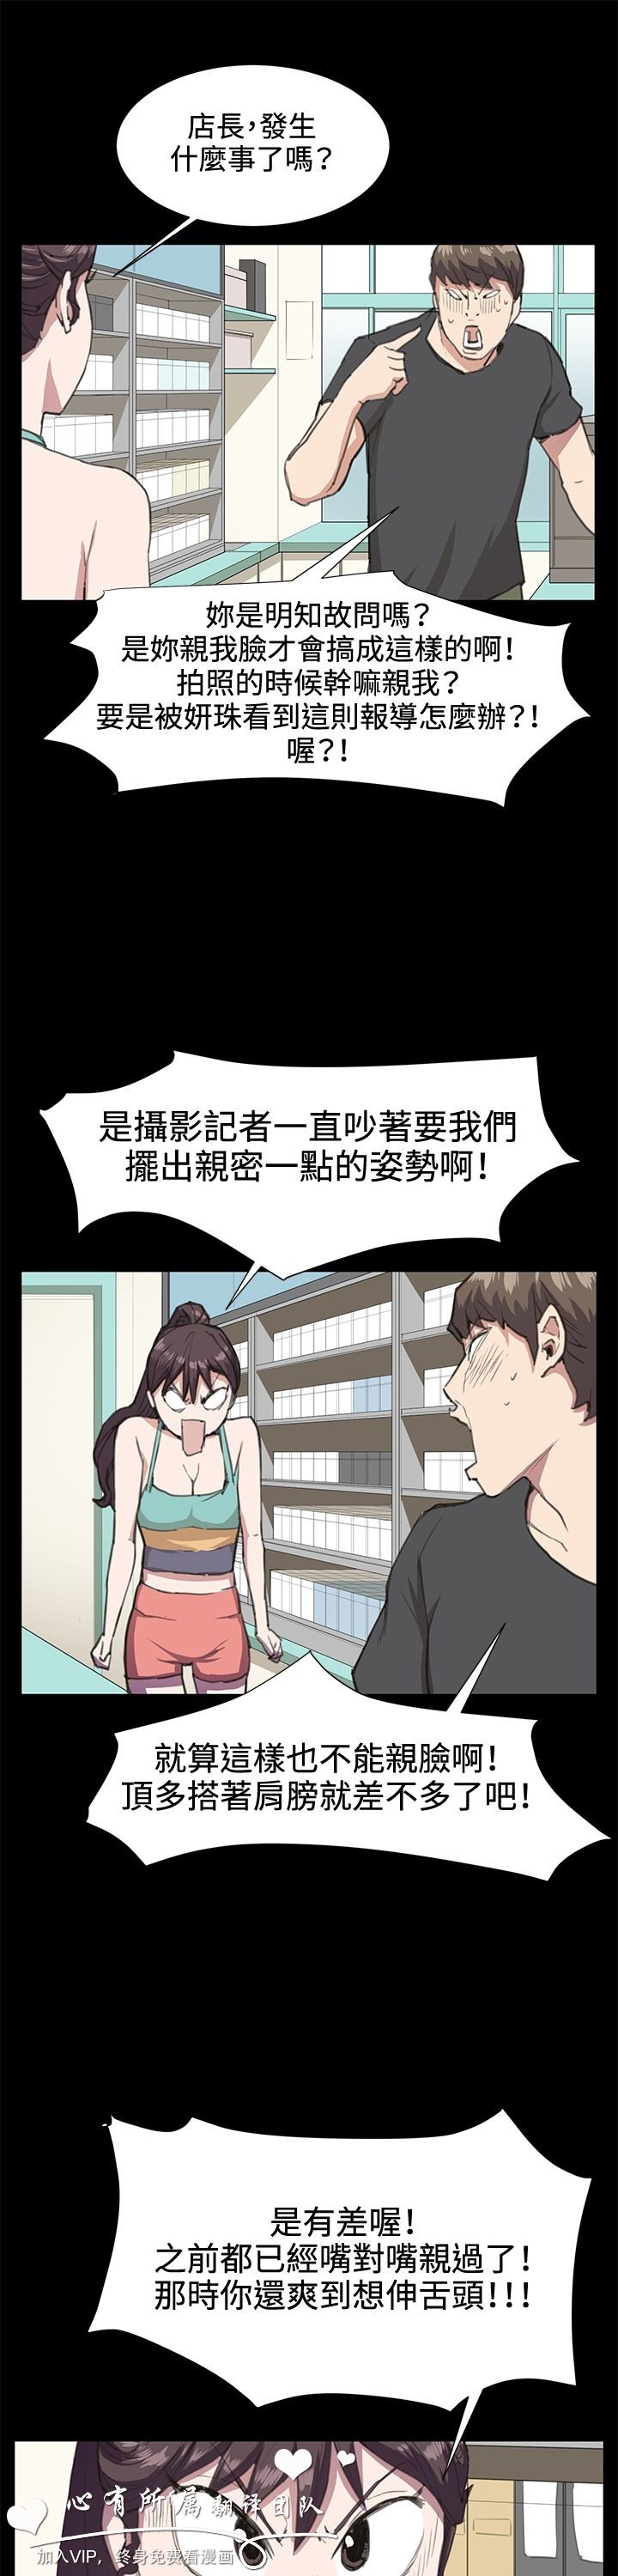 店長，發生
什麼事了嗎？
妳是明知故問嗎？
是妳親我臉才會搞成這樣的啊！
拍照的時候幹嘛親我？
要是被妍珠看到這則報導怎麼辦？！
喔？！
是攝影記者一直吵著要我們
擺出親密一點的姿勢啊！
就算這樣也不能親臉啊！
頂多搭著肩膀就差不多了吧！
是有差喔！
之前都已經嘴對嘴親過了！
那時你還爽到想伸舌頭！！！
心有所属翻译团队
加入VIP，终身免费看漫画